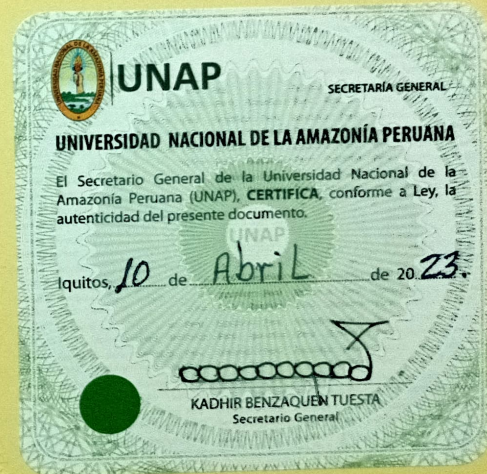 UNAP
SECRETARÍA GENERAL
UNIVERSIDAD NACIONAL DE LA AMAZONÍA PERUANA
El Secretario General de la Universidad Nacional de la
Amazonía Peruana (UNAP), CERTIFICA, conforme a Ley, la
autenticidad del presente documento.
UNAP
Iquitos, 10 de Abril de 2023.
KADHIR BENZAQUEN TUESTA
Secretario General